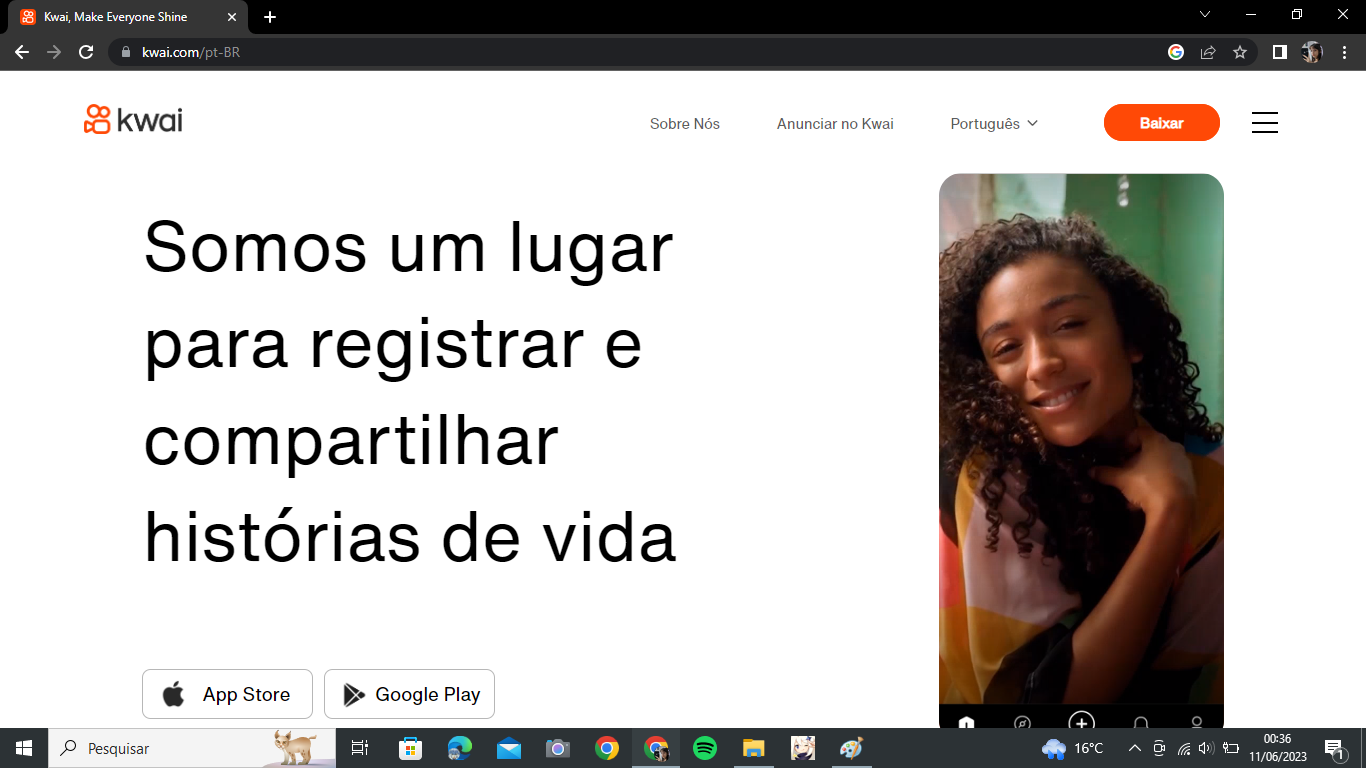 Kwai, Make Everyone Shine
kwai.com/pt-BR
kwai
Sobre Nós
Anunciar no Kwai
Português
Baixar
Somos um lugar
para registrar e
compartilhar
histórias de vida
App Store
Google Play
Pesquisar
16°C
00:36
11/06/2023
1